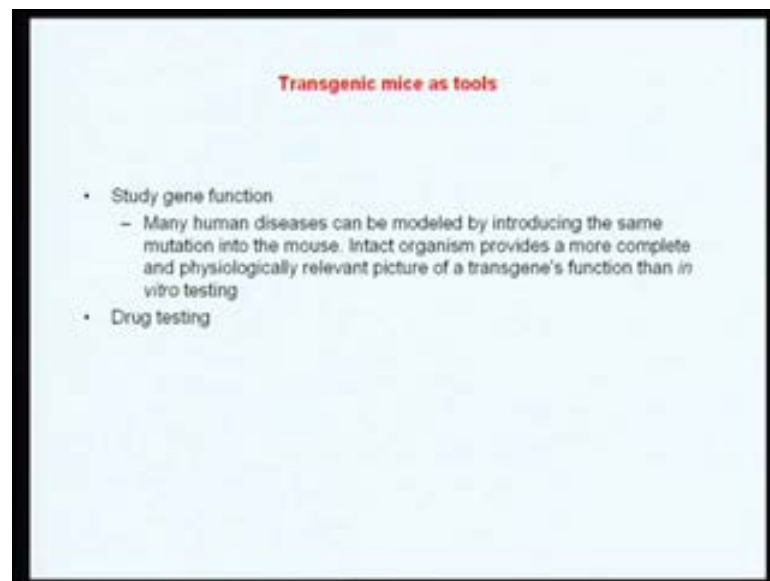 Transgenic mice as tools
• Study gene function
– Many human diseases can be modeled by introducing the same
mutation into the mouse. Intact organism provides a more complete
and physiologically relevant picture of a transgene's function than in
vitro testing
• Drug testing